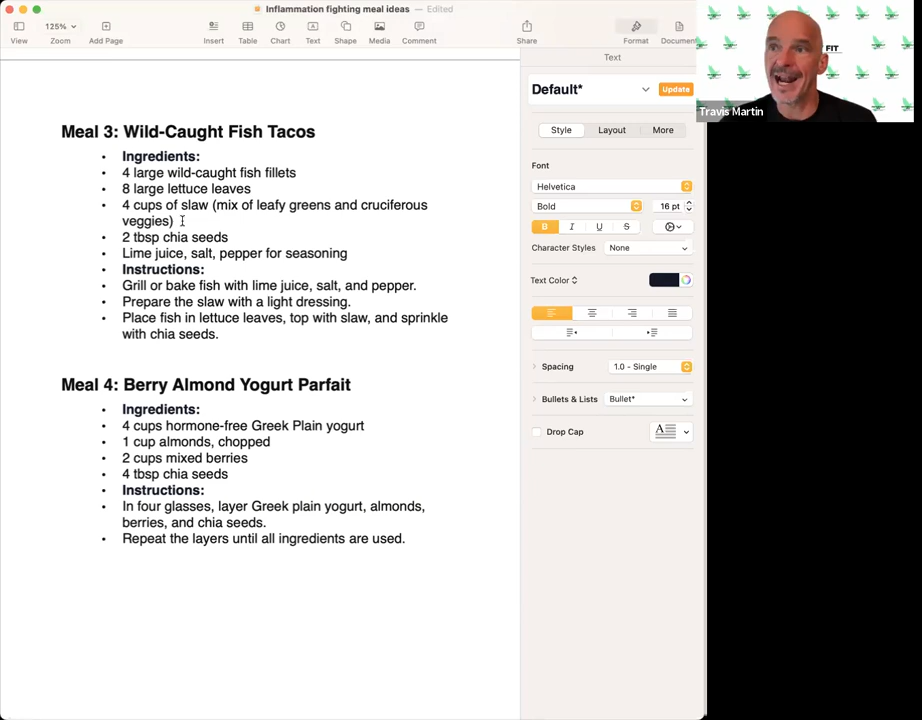 Inflammation fighting meal ideas — Edited
125%
View
Zoom
Add Page
Insert
Table
Chart
Text
Shape
Media
Comment
Share
Format
Document
FIT
Travis Martin
Meal 3: Wild-Caught Fish Tacos
• Ingredients:
• 4 large wild-caught fish fillets
• 8 large lettuce leaves
• 4 cups of slaw (mix of leafy greens and cruciferous
veggies)
• 2 tbsp chia seeds
• Lime juice, salt, pepper for seasoning
• Instructions:
• Grill or bake fish with lime juice, salt, and pepper.
• Prepare the slaw with a light dressing.
• Place fish in lettuce leaves, top with slaw, and sprinkle
with chia seeds.
Meal 4: Berry Almond Yogurt Parfait
• Ingredients:
• 4 cups hormone-free Greek Plain yogurt
• 1 cup almonds, chopped
• 2 cups mixed berries
• 4 tbsp chia seeds
• Instructions:
• In four glasses, layer Greek plain yogurt, almonds,
berries, and chia seeds.
• Repeat the layers until all ingredients are used.
Text
Default*
Update
Style
Layout
More
Font
Helvetica
Bold
16 pt
B I U S
Character Styles
None
Text Color
Spacing
1.0 - Single
Bullets & Lists
Bullet*
Drop Cap
A